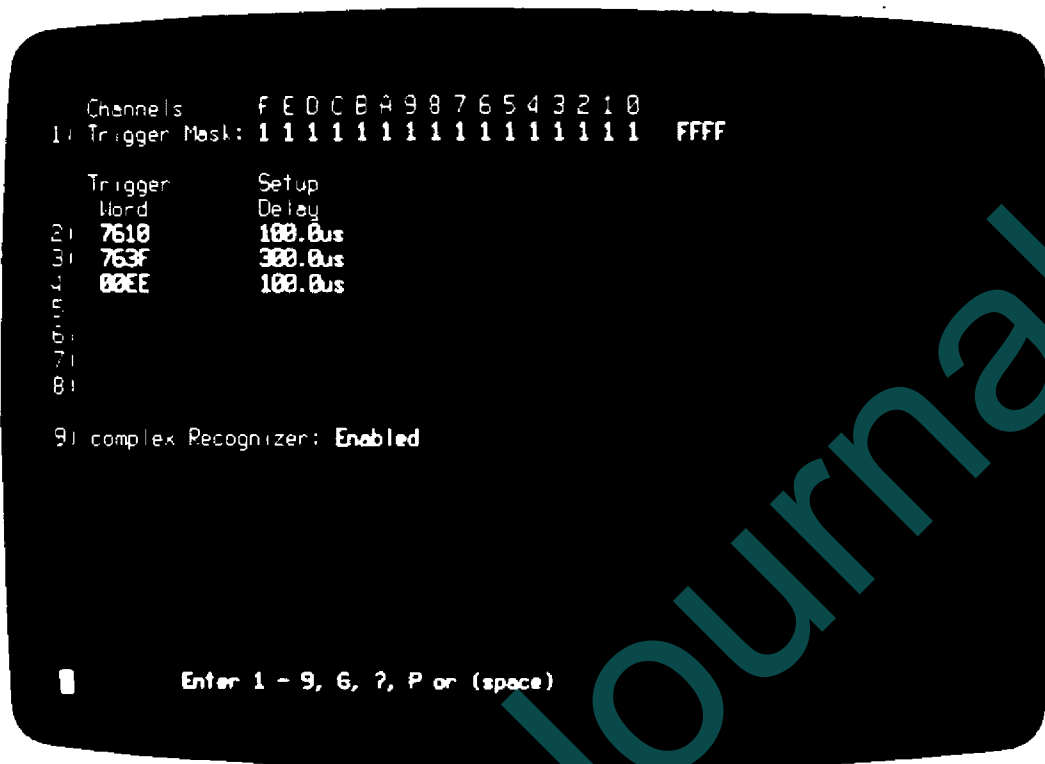 Channels F E D C B A 9 8 7 6 5 4 3 2 1 0
1) Trigger Mask: 1 1 1 1 1 1 1 1 1 1 1 1 1 1 1 1 FFFF
Trigger Setup
Word Delay
2) 7610 100.0us
3) 763F 300.0us
4) 00EE 100.0us
5)
6)
7)
8)
9) complex Recognizer: Enabled
Enter 1 - 9, G, ?, P or (space)
Journal